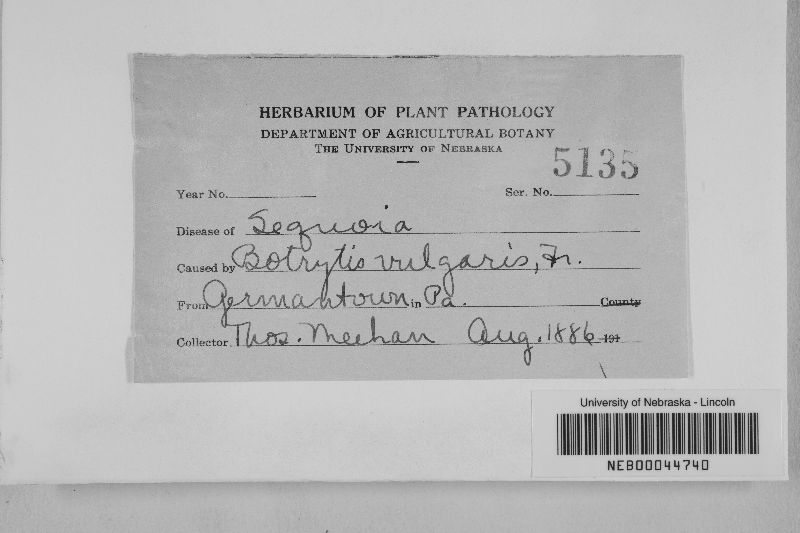 HERBARIUM OF PLANT PATHOLOGY
DEPARTMENT OF AGRICULTURAL BOTANY
THE UNIVERSITY OF NEBRASKA
5135
Year No. Ser. No.
Disease of Sequoia
Caused by Botrytis vulgaris, Fr.
From Germantown in Pa. County
Collector. Thos. Meehan Aug. 1886 191
University of Nebraska - Lincoln
NEB00044740